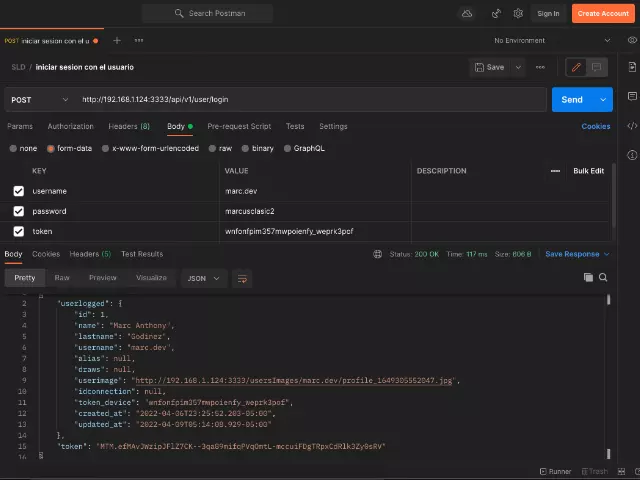 Search Postman
Sign In
Create Account
POST iniciar sesion con el u
No Environment
SLD / iniciar sesion con el usuario
Save
POST
http://192.168.1.124:3333/api/v1/user/login
Send
Params Authorization Headers (8) Body Pre-request Script Tests Settings Cookies
none form-data x-www-form-urlencoded raw binary GraphQL
KEY VALUE DESCRIPTION Bulk Edit
username marc.dev
password marcusclasic2
token wnfonfpim357mwpoienfy_weprk3pof
Body Cookies Headers (5) Test Results Status: 200 OK Time: 117 ms Size: 606 B Save Response
Pretty Raw Preview Visualize JSON
2 "userlogged": {
3 "id": 1,
4 "name": "Marc Anthony",
5 "lastname": "Godinez",
6 "username": "marc.dev",
7 "alias": null,
8 "draws": null,
9 "userimage": "http://192.168.1.124:3333/usersImages/marc.dev/profile_1649305552047.jpg",
10 "idconnection": null,
11 "token_device": "wnfonfpim357mwpoienfy_weprk3pof",
12 "created_at": "2022-04-06T23:25:52.203-05:00",
13 "updated_at": "2022-04-09T05:14:08.929-05:00"
14 },
15 "token":
16 }
Runner Trash